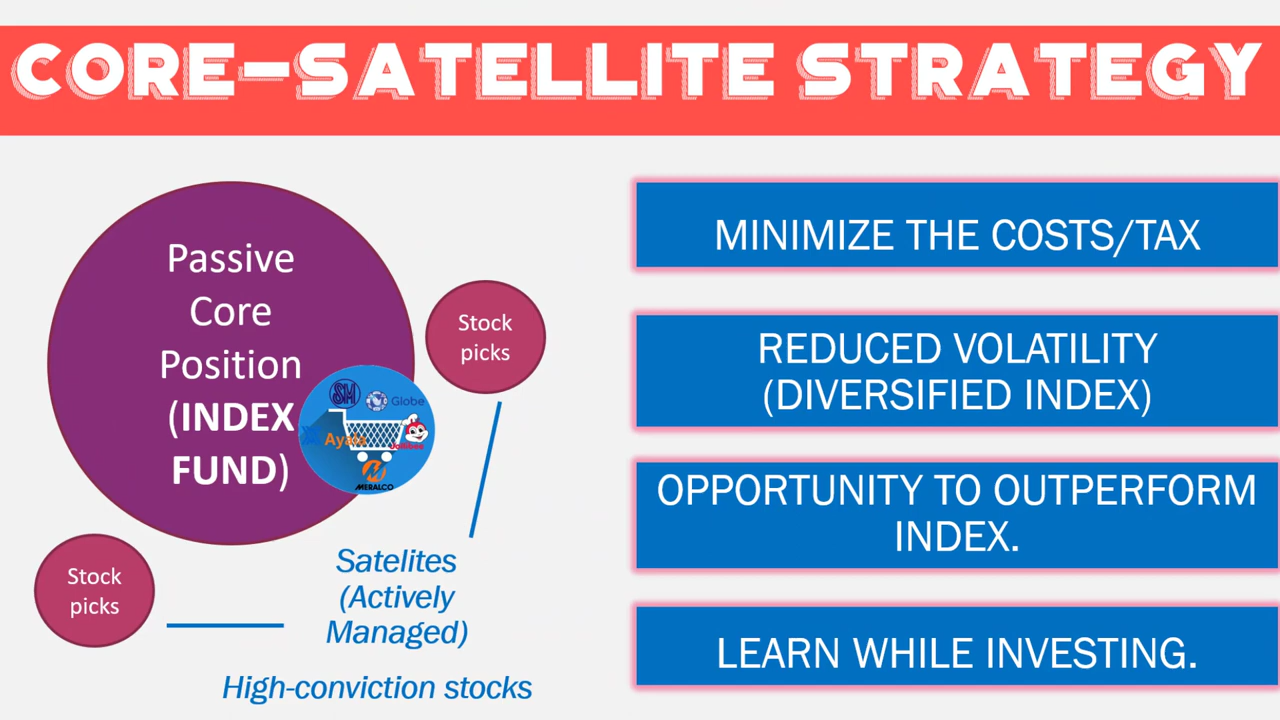 CORE-SATELLITE STRATEGY
Passive
Core
Position
(INDEX
FUND)
SM
Globe
Ayala
Jollibee
MERALCO
Stock
picks
Stock
picks
Satelites
(Actively
Managed)
High-conviction stocks
MINIMIZE THE COSTS/TAX
REDUCED VOLATILITY
(DIVERSIFIED INDEX)
OPPORTUNITY TO OUTPERFORM
INDEX.
LEARN WHILE INVESTING.